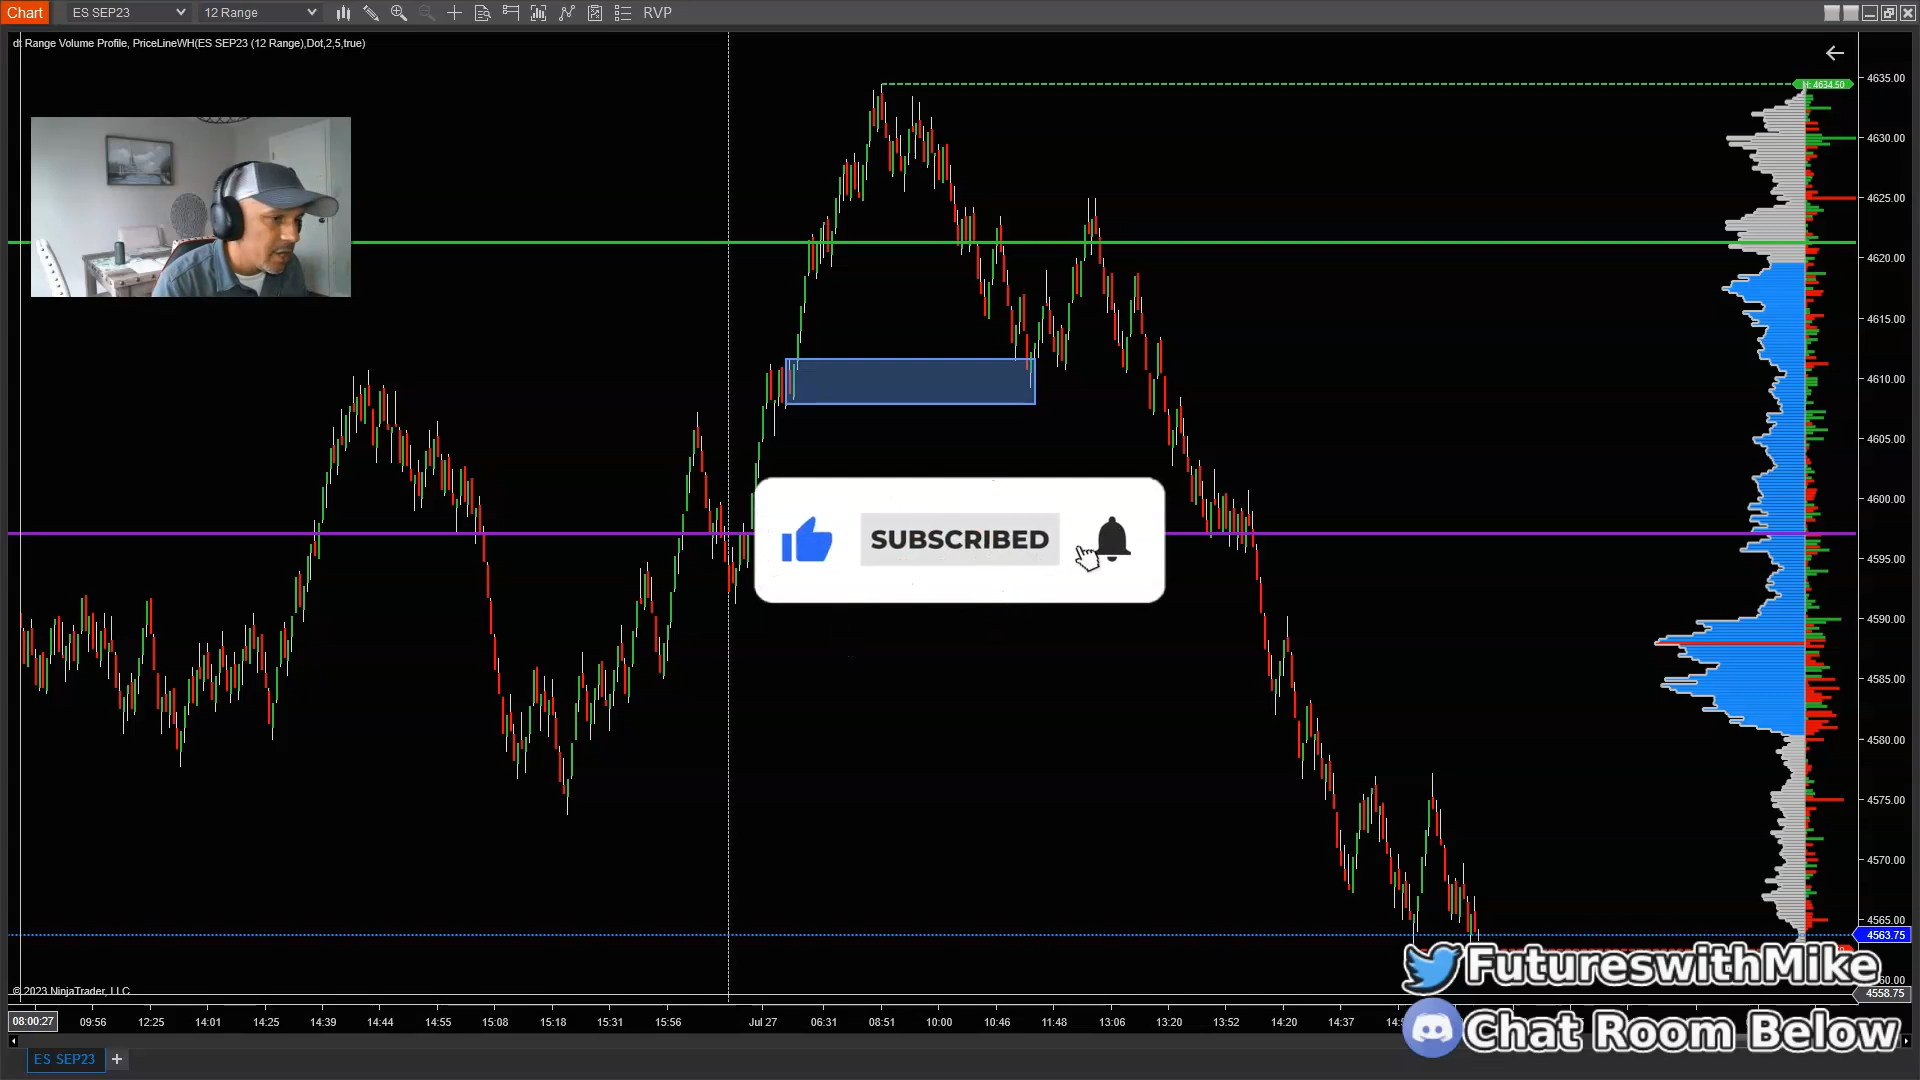 Chart ES SEP23 12 Range RVP
dt Range Volume Profile, PriceLineWH(ES SEP23 (12 Range),Dot,2,5,true)
H: 4634.50
4635.00
4630.00
4625.00
4620.00
4615.00
4610.00
4605.00
4600.00
4595.00
4590.00
4585.00
4580.00
4575.00
4570.00
4565.00
4563.75
4558.75
SUBSCRIBED
FutureswithMike
Chat Room Below
© 2023 NinjaTrader, LLC
08:00:27 09:56 12:25 14:01 14:25 14:39 14:44 14:55 15:08 15:18 15:31 15:56 Jul 27 06:31 08:51 10:00 10:46 11:48 13:06 13:20 13:52 14:20 14:37
ES SEP23 +